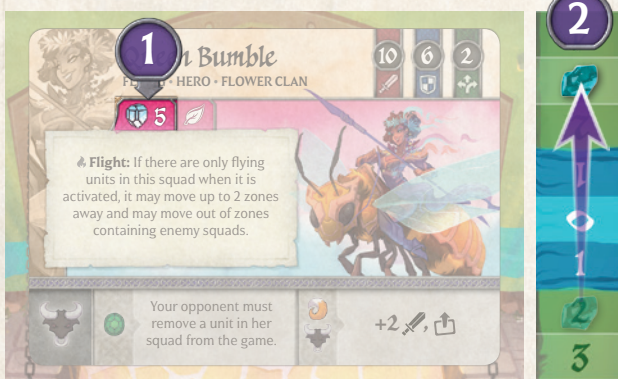 1
Bumble
HERO • FLOWER CLAN
10 6 2
5
Flight: If there are only flying
units in this squad when it is
activated, it may move up to 2 zones
away and may move out of zones
containing enemy squads.
Your opponent must
remove a unit in her
squad from the game.
+2
2
1
1
2
3